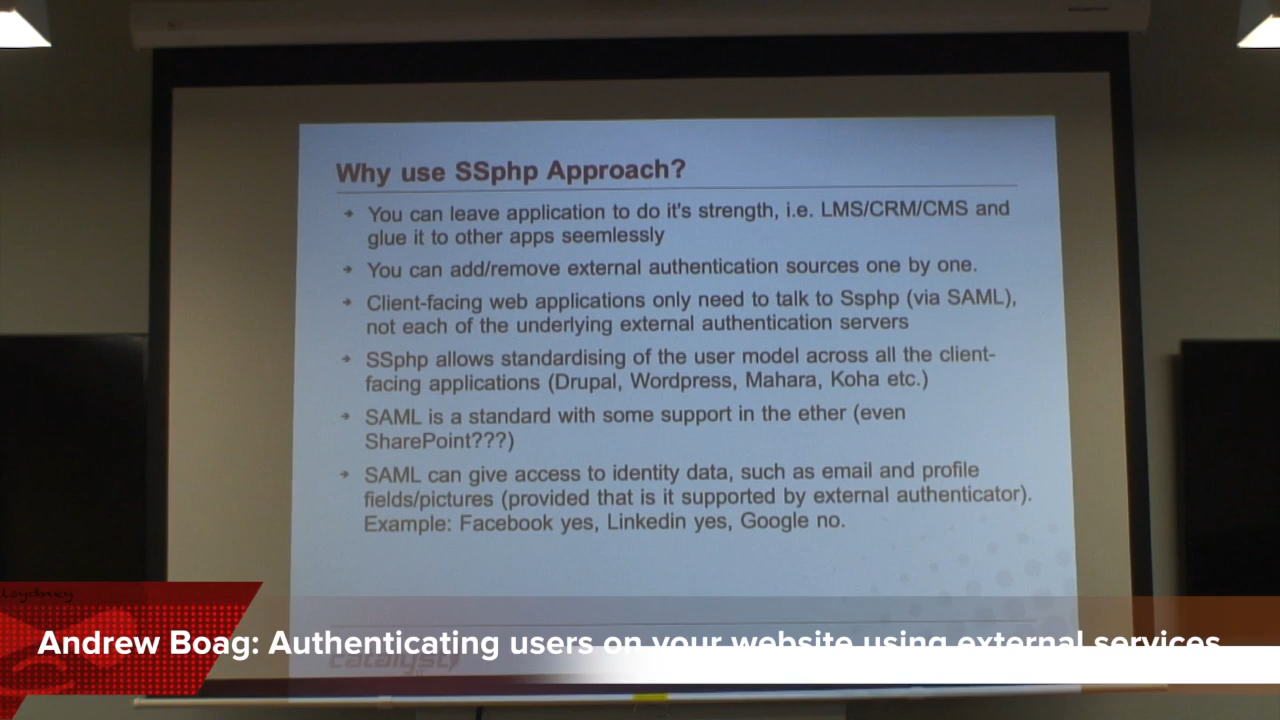 Why use SSphp Approach?
You can leave application to do it's strength, i.e. LMS/CRM/CMS and
glue it to other apps seemlessly
You can add/remove external authentication sources one by one.
Client-facing web applications only need to talk to Ssphp (via SAML),
not each of the underlying external authentication servers
SSphp allows standardising of the user model across all the client-
facing applications (Drupal, Wordpress, Mahara, Koha etc.)
SAML is a standard with some support in the ether (even
SharePoint???)
SAML can give access to identity data, such as email and profile
fields/pictures (provided that is it supported by external authenticator).
Example: Facebook yes, Linkedin yes, Google no.
Andrew Boag: Authenticating users on your website using external services
catalyst